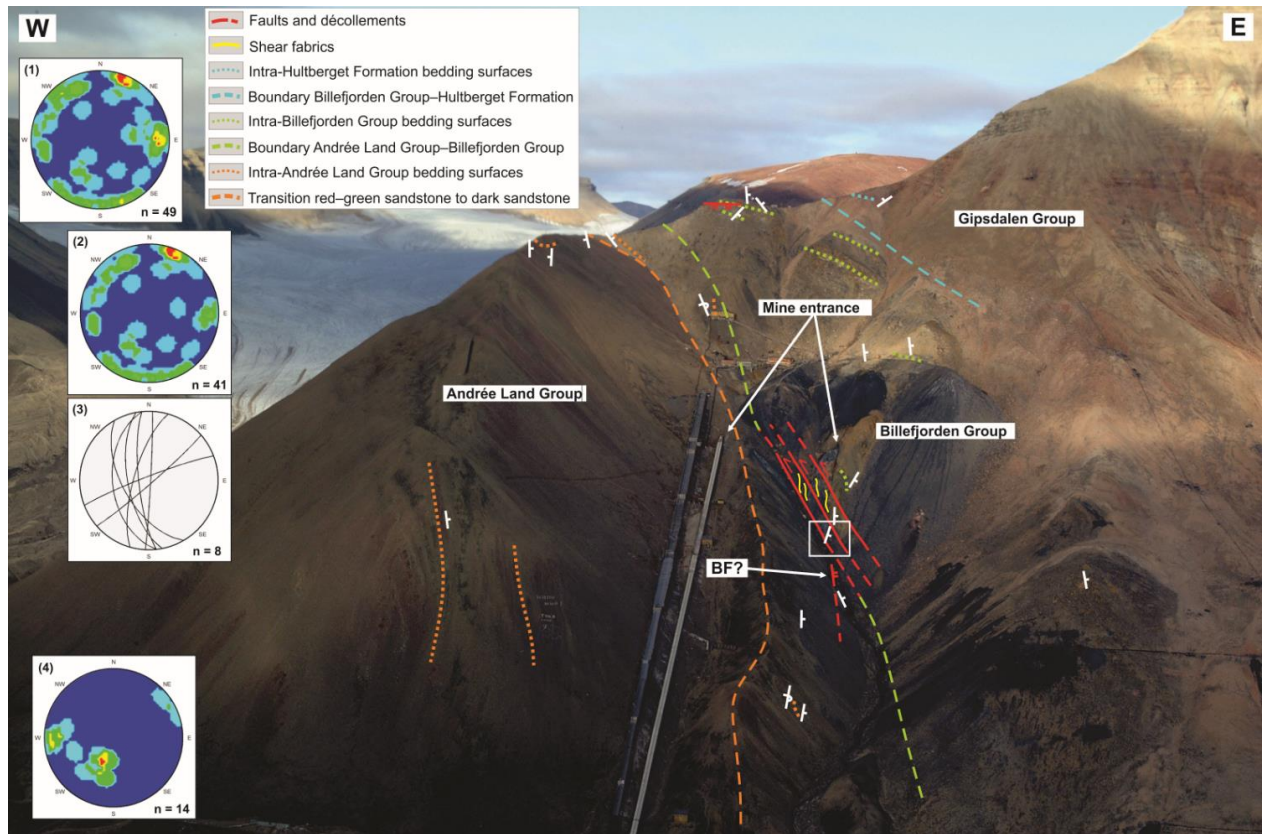 W
E
Faults and décollements
Shear fabrics
Intra-Hultberget Formation bedding surfaces
Boundary Billefjorden Group–Hultberget Formation
Intra-Billefjorden Group bedding surfaces
Boundary Andrée Land Group–Billefjorden Group
Intra-Andrée Land Group bedding surfaces
Transition red–green sandstone to dark sandstone
(1)
N
NW
NE
W
E
SW
SE
S
n = 49
(2)
N
NW
NE
W
E
SW
SE
S
n = 41
(3)
N
NW
NE
W
E
SW
SE
S
n = 8
(4)
N
NW
NE
W
E
SW
SE
S
n = 14
Gipsdalen Group
Mine entrance
Andrée Land Group
Billefjorden Group
BF?